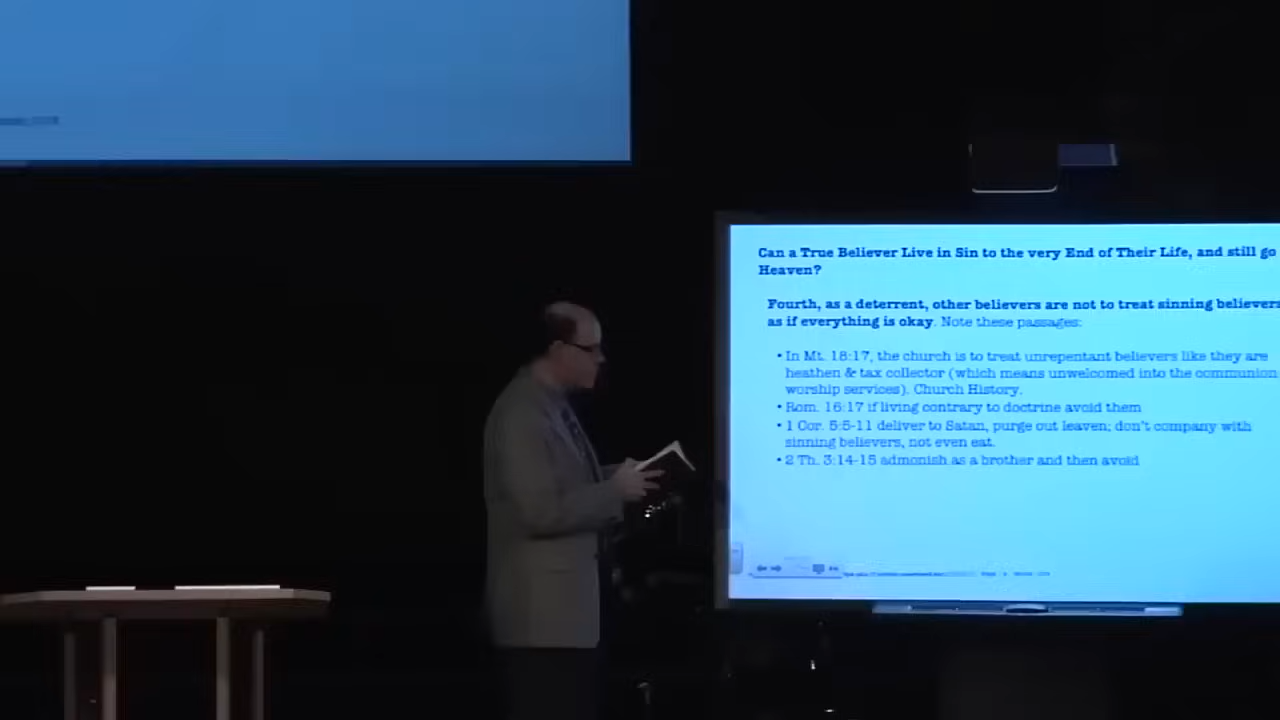 Can a True Believer Live in Sin to the very End of Their Life, and still go
Heaven?
Fourth, as a deterrent, other believers are not to treat sinning believers
as if everything is okay. Note these passages:
• In Mt. 18:17, the church is to treat unrepentant believers like they are
heathen & tax collector (which means unwelcomed into the communion
worship services). Church History.
• Rom. 16:17 if living contrary to doctrine avoid them
• 1 Cor. 5:5-11 deliver to Satan, purge out leaven; don't company with
sinning believers, not even eat.
• 2 Th. 3:14-15 admonish as a brother and then avoid